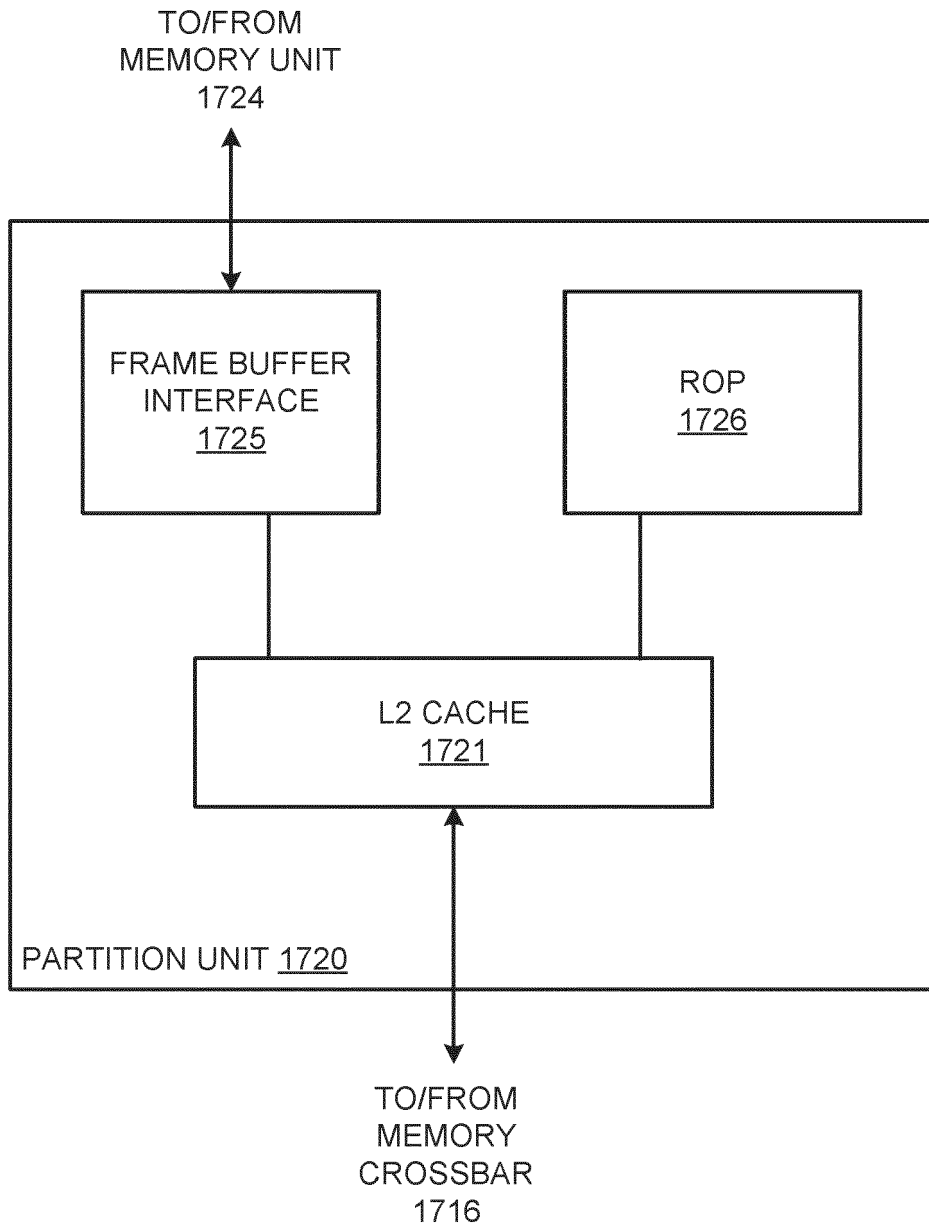 TO/FROM
MEMORY UNIT
1724
FRAME BUFFER
INTERFACE
1725
ROP
1726
L2 CACHE
1721
PARTITION UNIT 1720
TO/FROM
MEMORY
CROSSBAR
1716